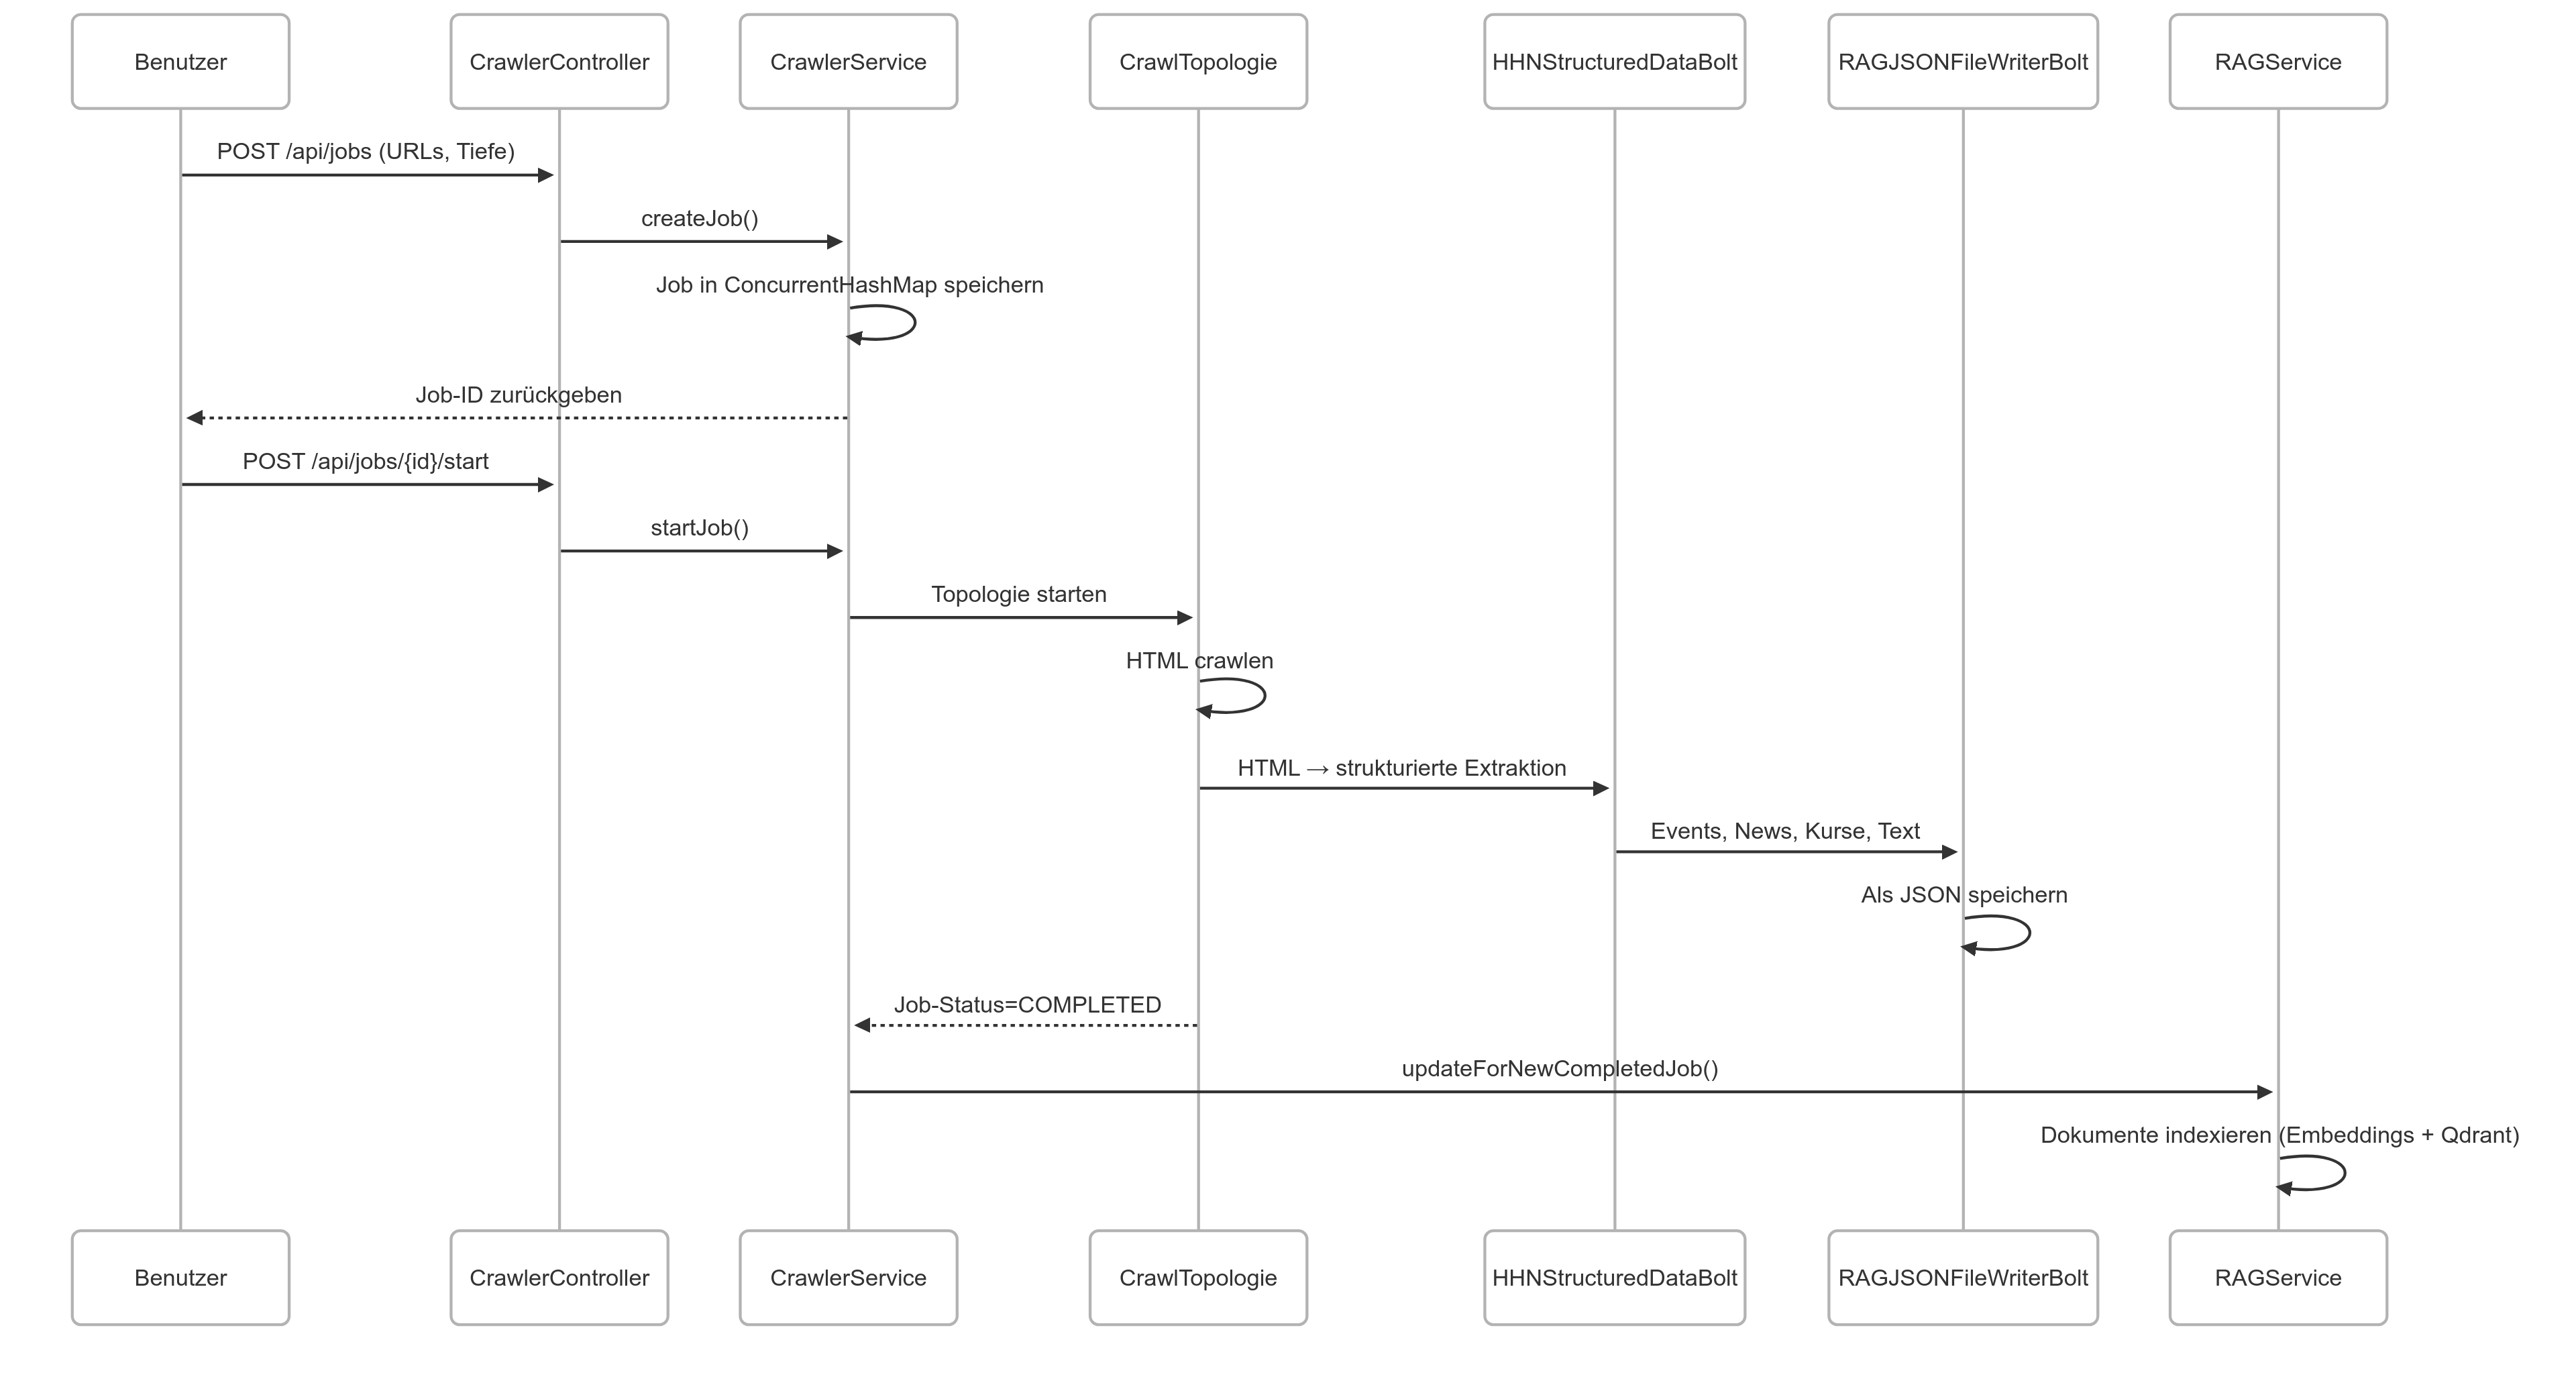 Benutzer
CrawlerController
CrawlerService
CrawlTopologie
HHNStructuredDataBolt
RAGJSONFileWriterBolt
RAGService
POST /api/jobs (URLs, Tiefe)
createJob()
Job in ConcurrentHashMap speichern
Job-ID zurückgeben
POST /api/jobs/{id}/start
startJob()
Topologie starten
HTML crawlen
HTML → strukturierte Extraktion
Events, News, Kurse, Text
Als JSON speichern
Job-Status=COMPLETED
updateForNewCompletedJob()
Dokumente indexieren (Embeddings + Qdrant)
Benutzer
CrawlerController
CrawlerService
CrawlTopologie
HHNStructuredDataBolt
RAGJSONFileWriterBolt
RAGService